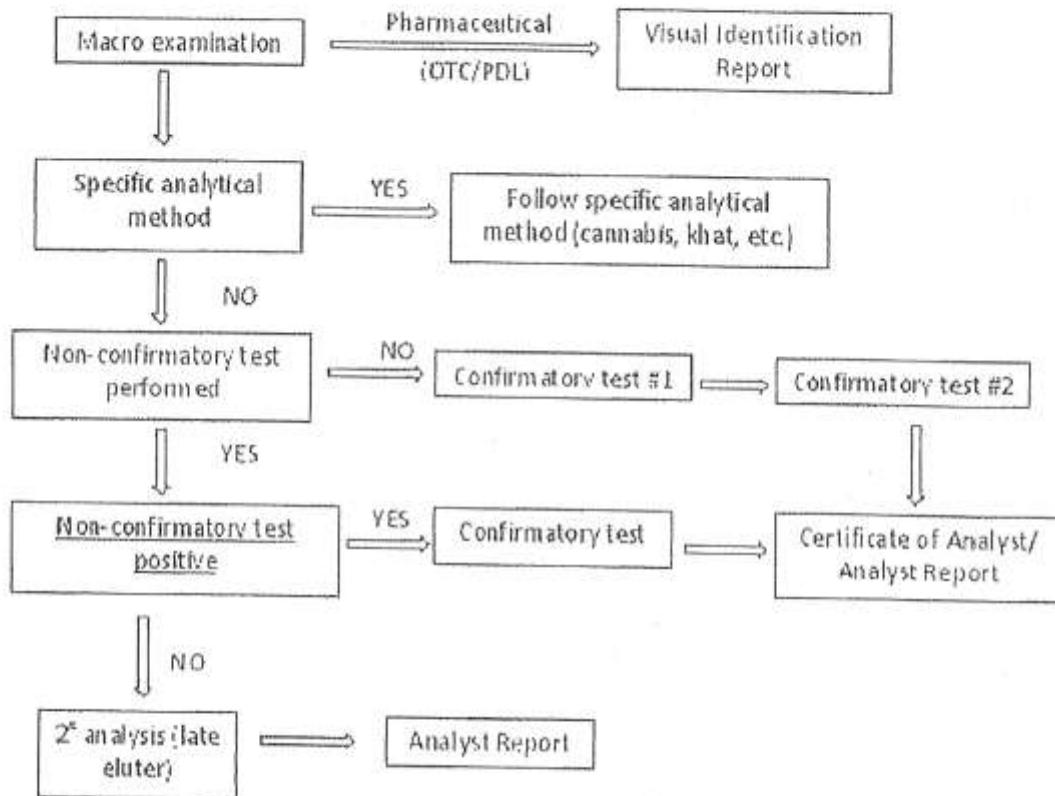 Macro examination
Pharmaceutical
(OTC/PDL)
Visual Identification
Report
Specific analytical
method
YES
Follow specific analytical
method (cannabis, khat, etc.)
NO
Non-confirmatory test
performed
NO
Confirmatory test #1
Confirmatory test #2
YES
Non-confirmatory test
positive
YES
Confirmatory test
Certificate of Analyst/
Analyst Report
NO
analysis (late
eluter)
Analyst Report